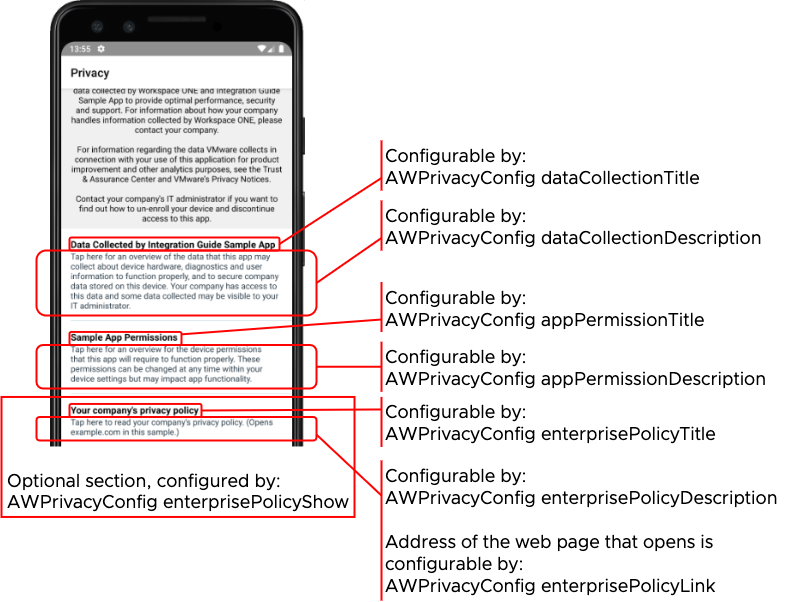 13:55
Privacy
data collected by Workspace ONE and Integration Guide
Sample App to provide optimal performance, security
and support. For information about how your company
handles information collected by Workspace ONE, please
contact your company.
For information regarding the data VMware collects in
connection with your use of this application for product
improvement and other analytics purposes, see the Trust
& Assurance Center and VMware's Privacy Notices.
Contact your company's IT administrator if you want to
find out how to un-enroll your device and discontinue
access to this app.
Data Collected by Integration Guide Sample App
Tap here for an overview of the data that this app may
collect about device hardware, diagnostics and user
information to function properly, and to secure company
data stored on this device. Your company has access to
this data and some data collected may be visible to your
IT administrator.
Sample App Permissions
Tap here for an overview for the device permissions
that this app will require to function properly. These
permissions can be changed at any time within your
device settings but may impact app functionality.
Your company's privacy policy
Tap here to read your company's privacy policy. (Opens
example.com in this sample.)
Optional section, configured by:
AWPrivacyConfig enterprisePolicyShow
Configurable by:
AWPrivacyConfig dataCollectionTitle
Configurable by:
AWPrivacyConfig dataCollectionDescription
Configurable by:
AWPrivacyConfig appPermissionTitle
Configurable by:
AWPrivacyConfig appPermissionDescription
Configurable by:
AWPrivacyConfig enterprisePolicyTitle
Configurable by:
AWPrivacyConfig enterprisePolicyDescription
Address of the web page that opens is
configurable by:
AWPrivacyConfig enterprisePolicyLink